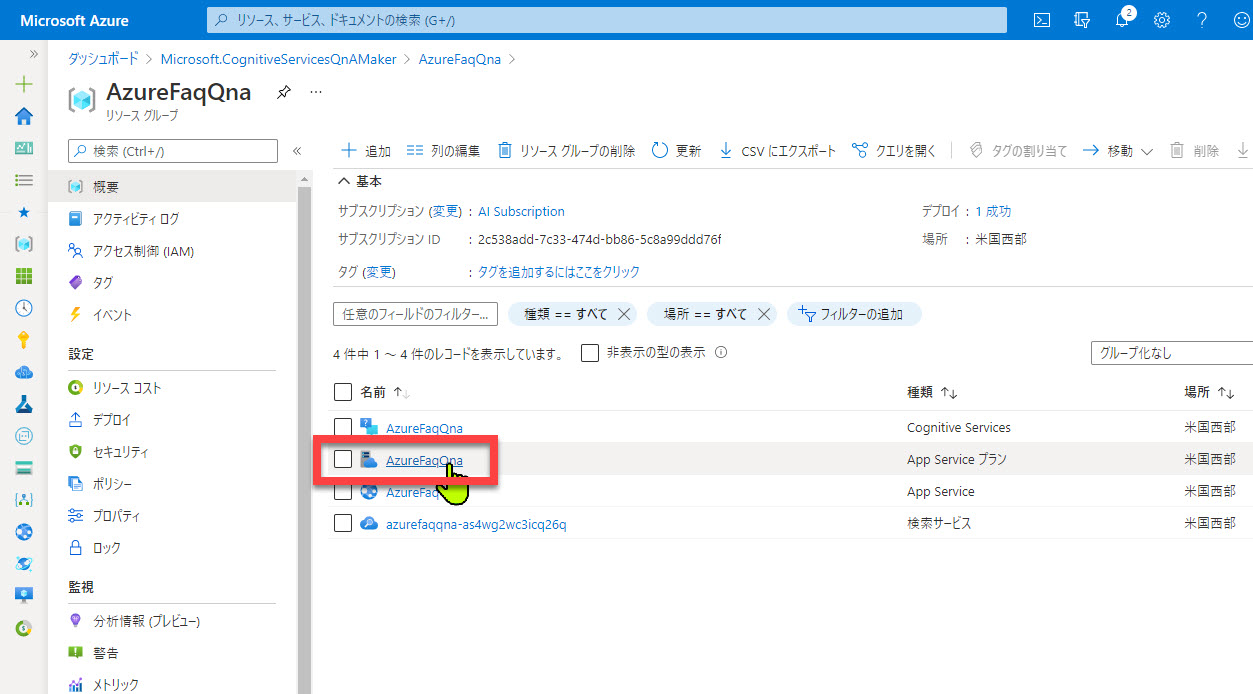 Microsoft Azure
リソース、サービス、ドキュメントの検索 (G+/)
2
ダッシュボード > Microsoft.CognitiveServicesQnAMaker > AzureFaqQna >
AzureFaqQna
リソース グループ
検索 (Ctrl+/)
概要
アクティビティ ログ
アクセス制御 (IAM)
タグ
イベント
設定
リソース コスト
デプロイ
セキュリティ
ポリシー
プロパティ
ロック
監視
分析情報 (プレビュー)
警告
メトリック
追加 列の編集 リソース グループの削除 更新 CSV にエクスポート クエリを開く タグの割り当て 移動 削除
基本
サブスクリプション (変更) : AI Subscription デプロイ : 1 成功
サブスクリプション ID : 2c538add-7c33-474d-bb86-5c8a99ddd76f 場所 : 米国西部
タグ (変更) : タグを追加するにはここをクリック
任意のフィールドのフィルター... 種類 == すべて 場所 == すべて フィルターの追加
4 件中 1 ～ 4 件のレコードを表示しています。 非表示の型の表示 グループ化なし
名前 種類 場所
AzureFaqQna Cognitive Services 米国西部
AzureFaqQna App Service プラン 米国西部
AzureFaq App Service 米国西部
azurefaqqna-as4wg2wc3icq26q 検索サービス 米国西部